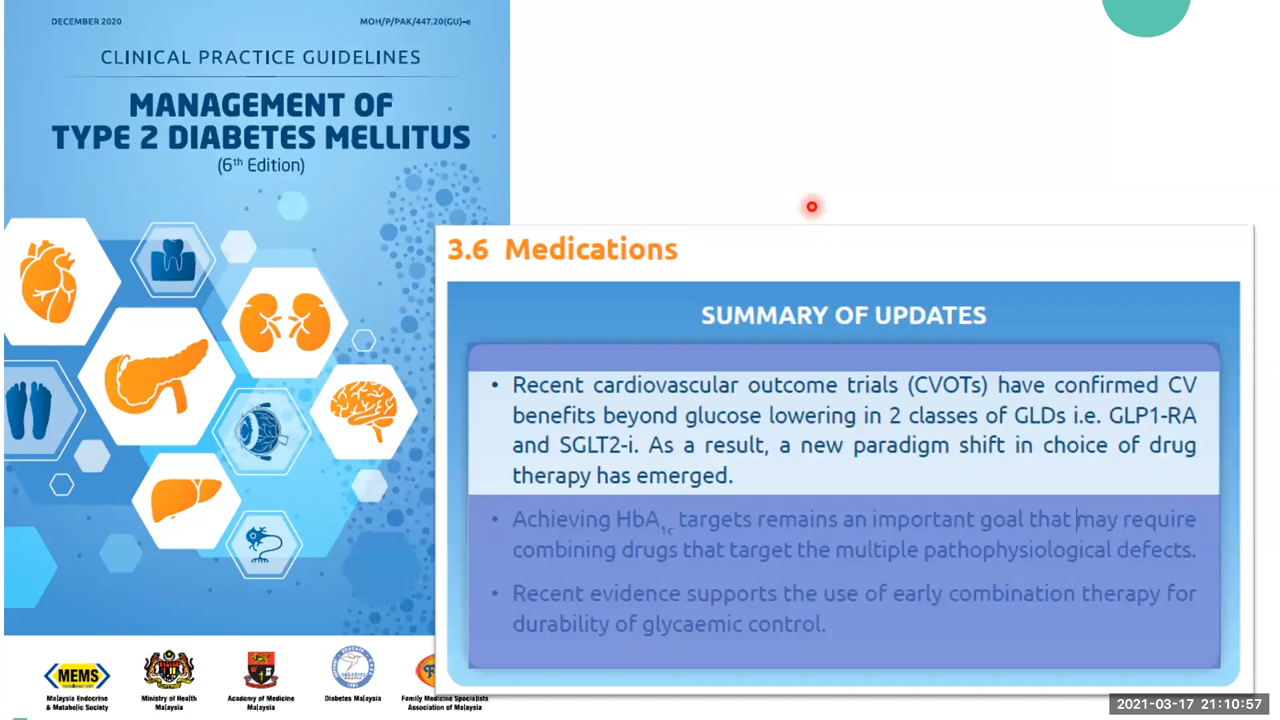 DECEMBER 2020
MOH/P/PAK/447.20(GU)-e
CLINICAL PRACTICE GUIDELINES
MANAGEMENT OF
TYPE 2 DIABETES MELLITUS
(6th Edition)
3.6 Medications
SUMMARY OF UPDATES
• Recent cardiovascular outcome trials (CVOTs) have confirmed CV
benefits beyond glucose lowering in 2 classes of GLDs i.e. GLP1-RA
and SGLT2-i. As a result, a new paradigm shift in choice of drug
therapy has emerged.
• Achieving HbA1c targets remains an important goal that may require
combining drugs that target the multiple pathophysiological defects.
• Recent evidence supports the use of early combination therapy for
durability of glycaemic control.
MEMS
Malaysia Endocrine
& Metabolic Society
Ministry of Health
Malaysia
Academy of Medicine
Malaysia
Diabetes Malaysia
Family Medicine Specialists
Association of Malaysia
2021-03-17 21:10:57